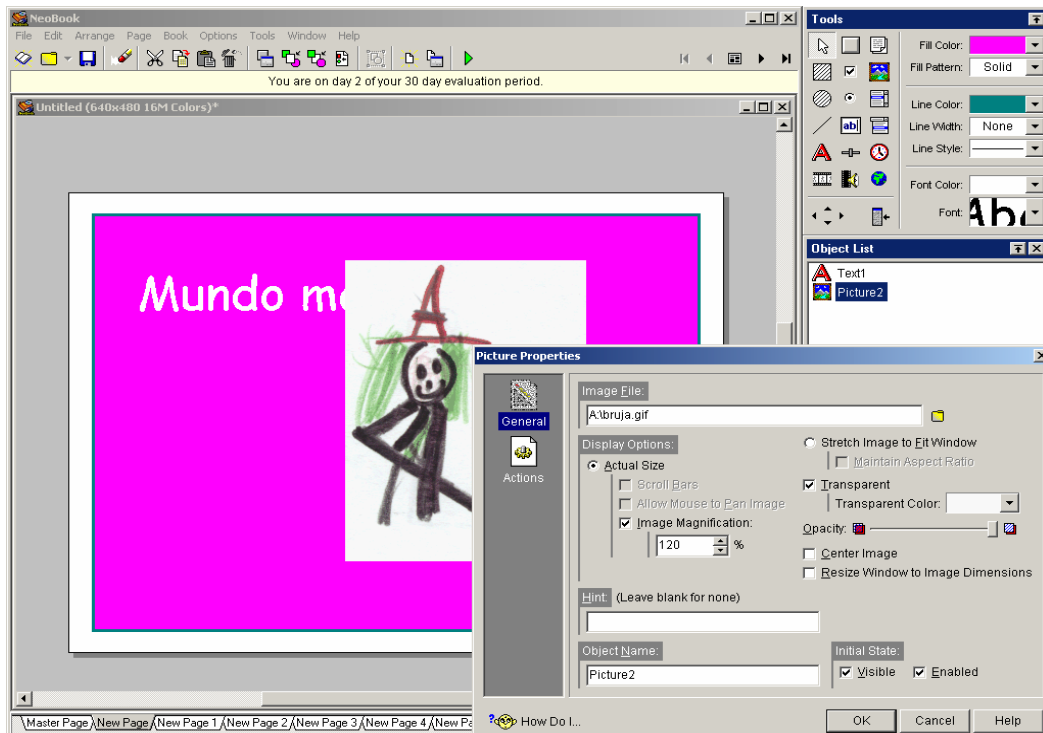 NeoBook
File Edit Arrange Page Book Options Tools Window Help
You are on day 2 of your 30 day evaluation period.
Untitled (640x480 16M Colors)*
Mundo m
Tools
Fill Color:
Fill Pattern: Solid
Line Color:
Line Width: None
Line Style:
Font Color:
Font: Abc
ab
A
Object List
Text1
Picture2
Picture Properties
General
Actions
Image File:
A:\bruja.gif
Display Options:
Actual Size
Scroll Bars
Allow Mouse to Pan Image
Image Magnification:
120 %
Stretch Image to Fit Window
Maintain Aspect Ratio
Transparent
Transparent Color:
Opacity:
Center Image
Resize Window to Image Dimensions
Hint: (Leave blank for none)
Object Name:
Picture2
Initial State:
Visible Enabled
How Do I...
OK Cancel Help
Master Page New Page New Page 1 New Page 2 New Page 3 New Page 4 New Pa